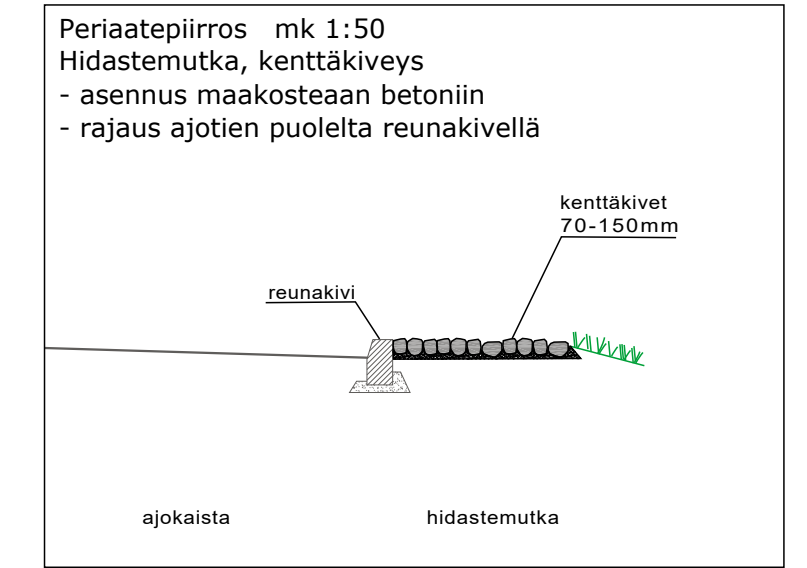 Periaatepiirros mk 1:50
Hidastemutka, kenttäkiveys
- asennus maakosteaan betoniin
- rajaus ajotien puolelta reunakivellä
kenttäkivet
70-150mm
reunakivi
ajokaista
hidastemutka